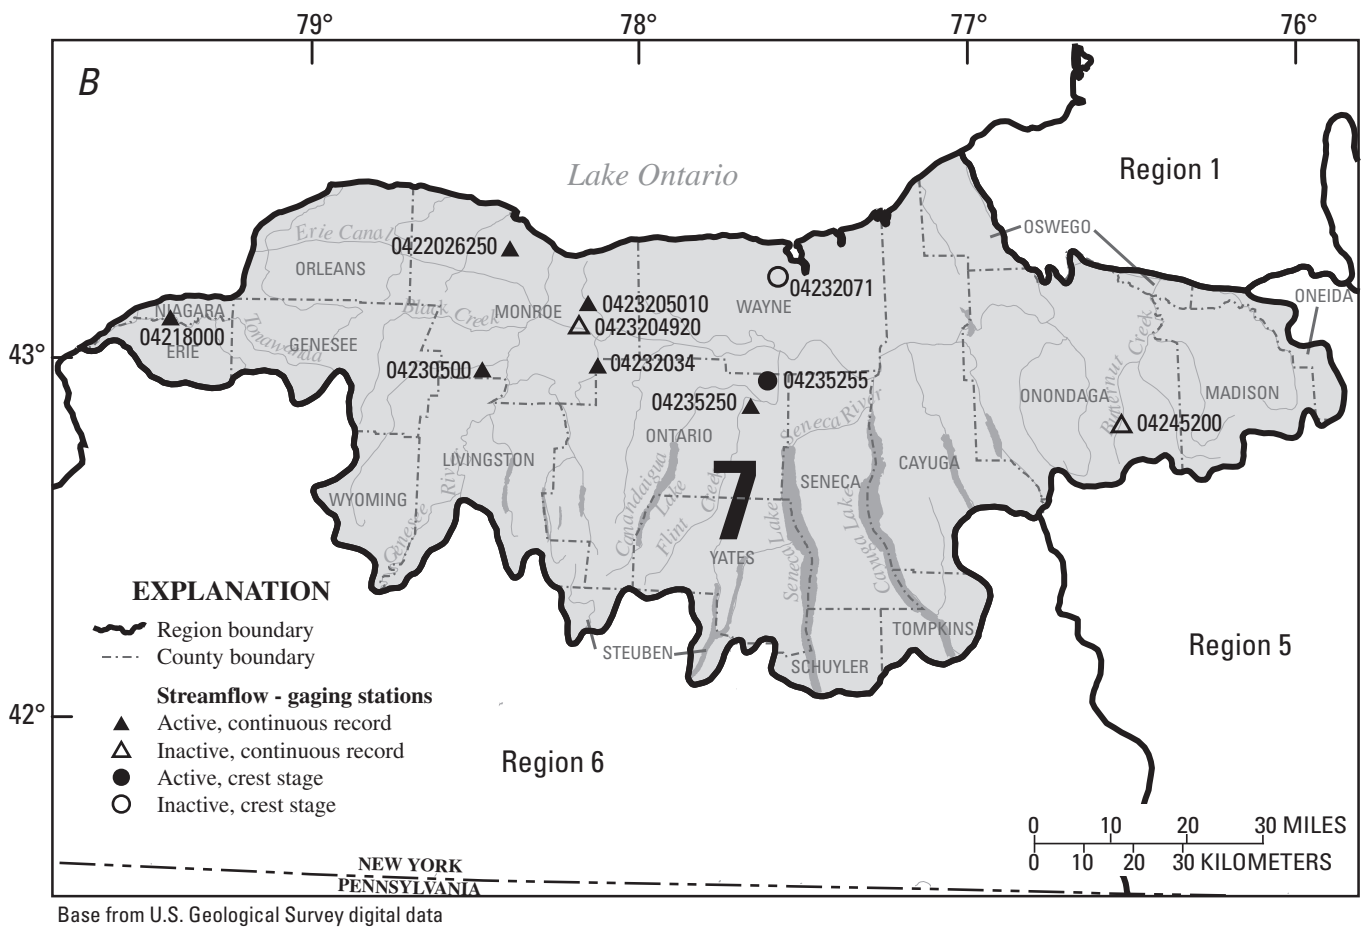 79° 78° 77° 76°
B
Region 1
Lake Ontario
OSWEGO
Erie Canal
0422026250
ORLEANS
04232071
ONEIDA
NIAGARA
Black Creek
MONROE
0423205010
WAYNE
0423204920
04218000
ERIE
Tonawanda
GENESEE
43°
04230500
04232034
04235255
04235250
Seneca River
ONONDAGA
Butternut Creek
MADISON
04245200
ONTARIO
LIVINGSTON
7
CAYUGA
SENECA
WYOMING
Genesee River
Canandaigua Lake
Flint Creek
YATES
Seneca Lake
Cayuga Lake
TOMPKINS
STEUBEN
SCHUYLER
Region 5
42°
Region 6
EXPLANATION
Region boundary
County boundary
Streamflow - gaging stations
Active, continuous record
Inactive, continuous record
Active, crest stage
Inactive, crest stage
0 10 20 30 MILES
0 10 20 30 KILOMETERS
NEW YORK
PENNSYLVANIA
Base from U.S. Geological Survey digital data